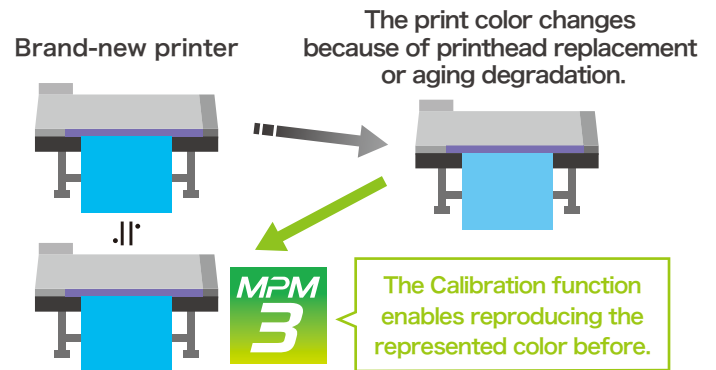 Brand-new printer
The print color changes
because of printhead replacement
or aging degradation.
MPM
3
The Calibration function
enables reproducing the
represented color before.